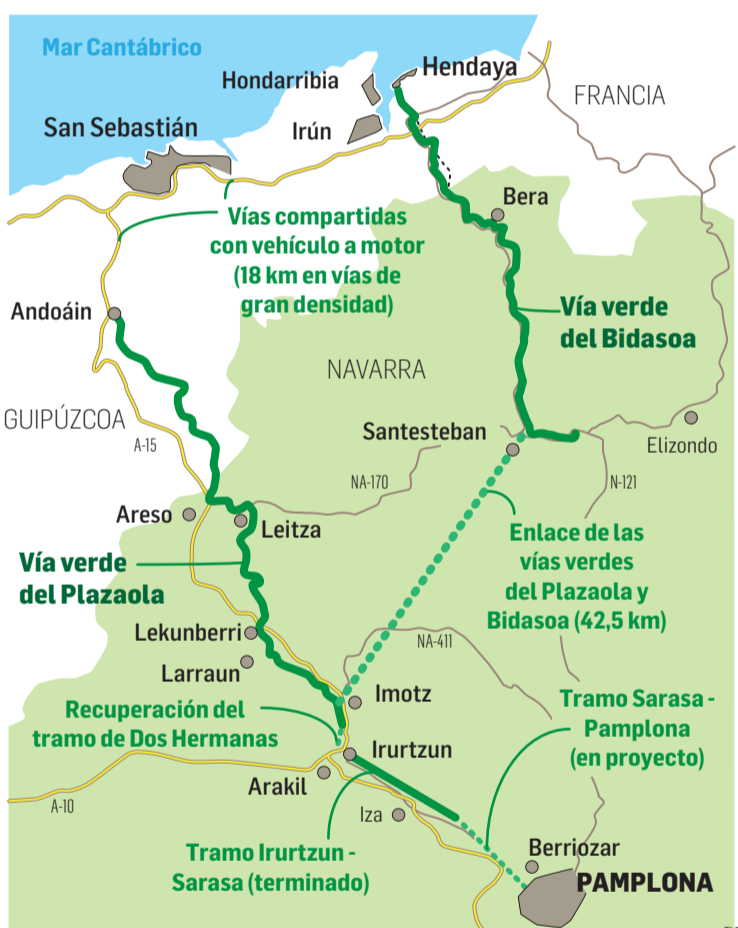 Mar Cantábrico
Hendaya
Hondarribia
FRANCIA
San Sebastián
Irún
Bera
Vías compartidas
con vehículo a motor
(18 km en vías de
gran densidad)
Andoáin
Vía verde
del Bidasoa
NAVARRA
GUIPÚZCOA
Santesteban
Elizondo
A-15
NA-170
N-121
Areso
Leitza
Enlace de las
vías verdes
del Plazaola y
Bidasoa (42,5 km)
Vía verde
del Plazaola
Lekunberri
NA-411
Larraun
Imotz
Tramo Sarasa -
Pamplona
(en proyecto)
Recuperación del
tramo de Dos Hermanas
Irurtzun
Arakil
A-10
Iza
Tramo Irurtzun -
Sarasa (terminado)
Berriozar
PAMPLONA